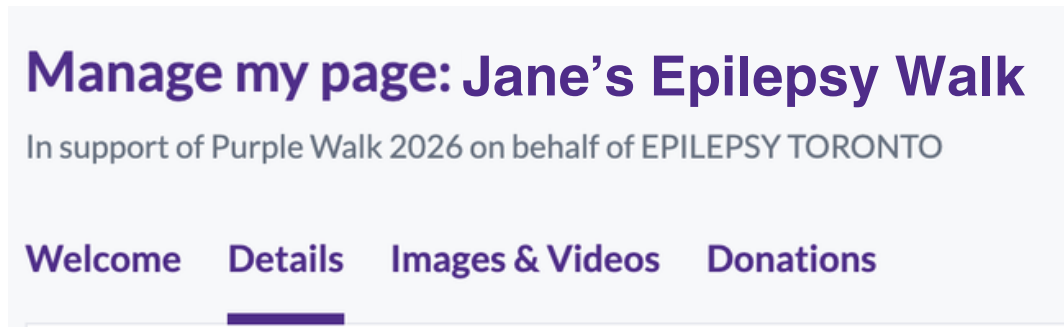 Manage my page: Jane’s Epilepsy Walk
In support of Purple Walk 2026 on behalf of EPILEPSY TORONTO
Welcome Details Images & Videos Donations